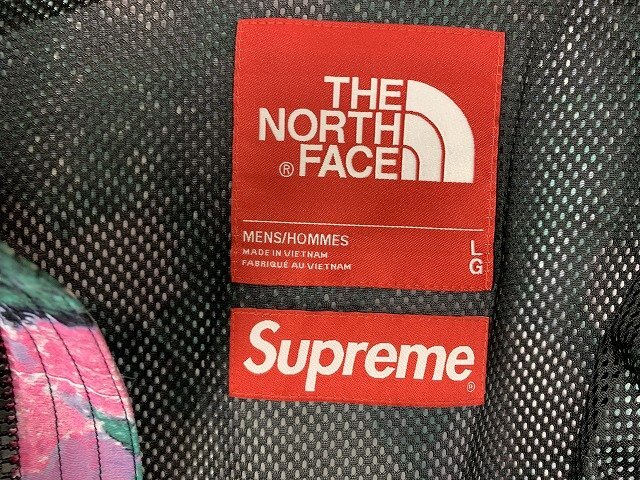 THE
NORTH
® FACE
MENS/HOMMES
MADE IN VIETNAM
FABRIQUÉ AU VIETNAM
L
G
Supreme®